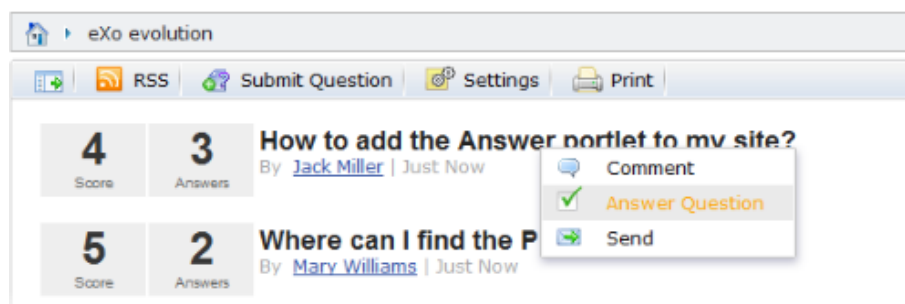 eXo evolution
RSS Submit Question Settings Print
4 3 How to add the Answer portlet to my site?
Score Answers By Jack Miller | Just Now
Comment
Answer Question
Send
5 2 Where can I find the P
Score Answers By Mary Williams | Just Now